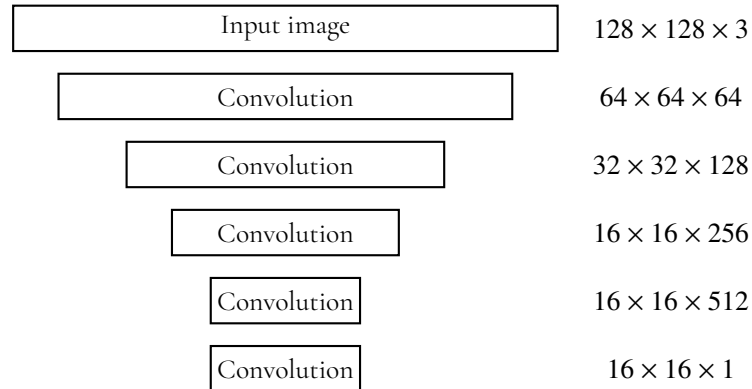 Input image 128 × 128 × 3
Convolution 64 × 64 × 64
Convolution 32 × 32 × 128
Convolution 16 × 16 × 256
Convolution 16 × 16 × 512
Convolution 16 × 16 × 1